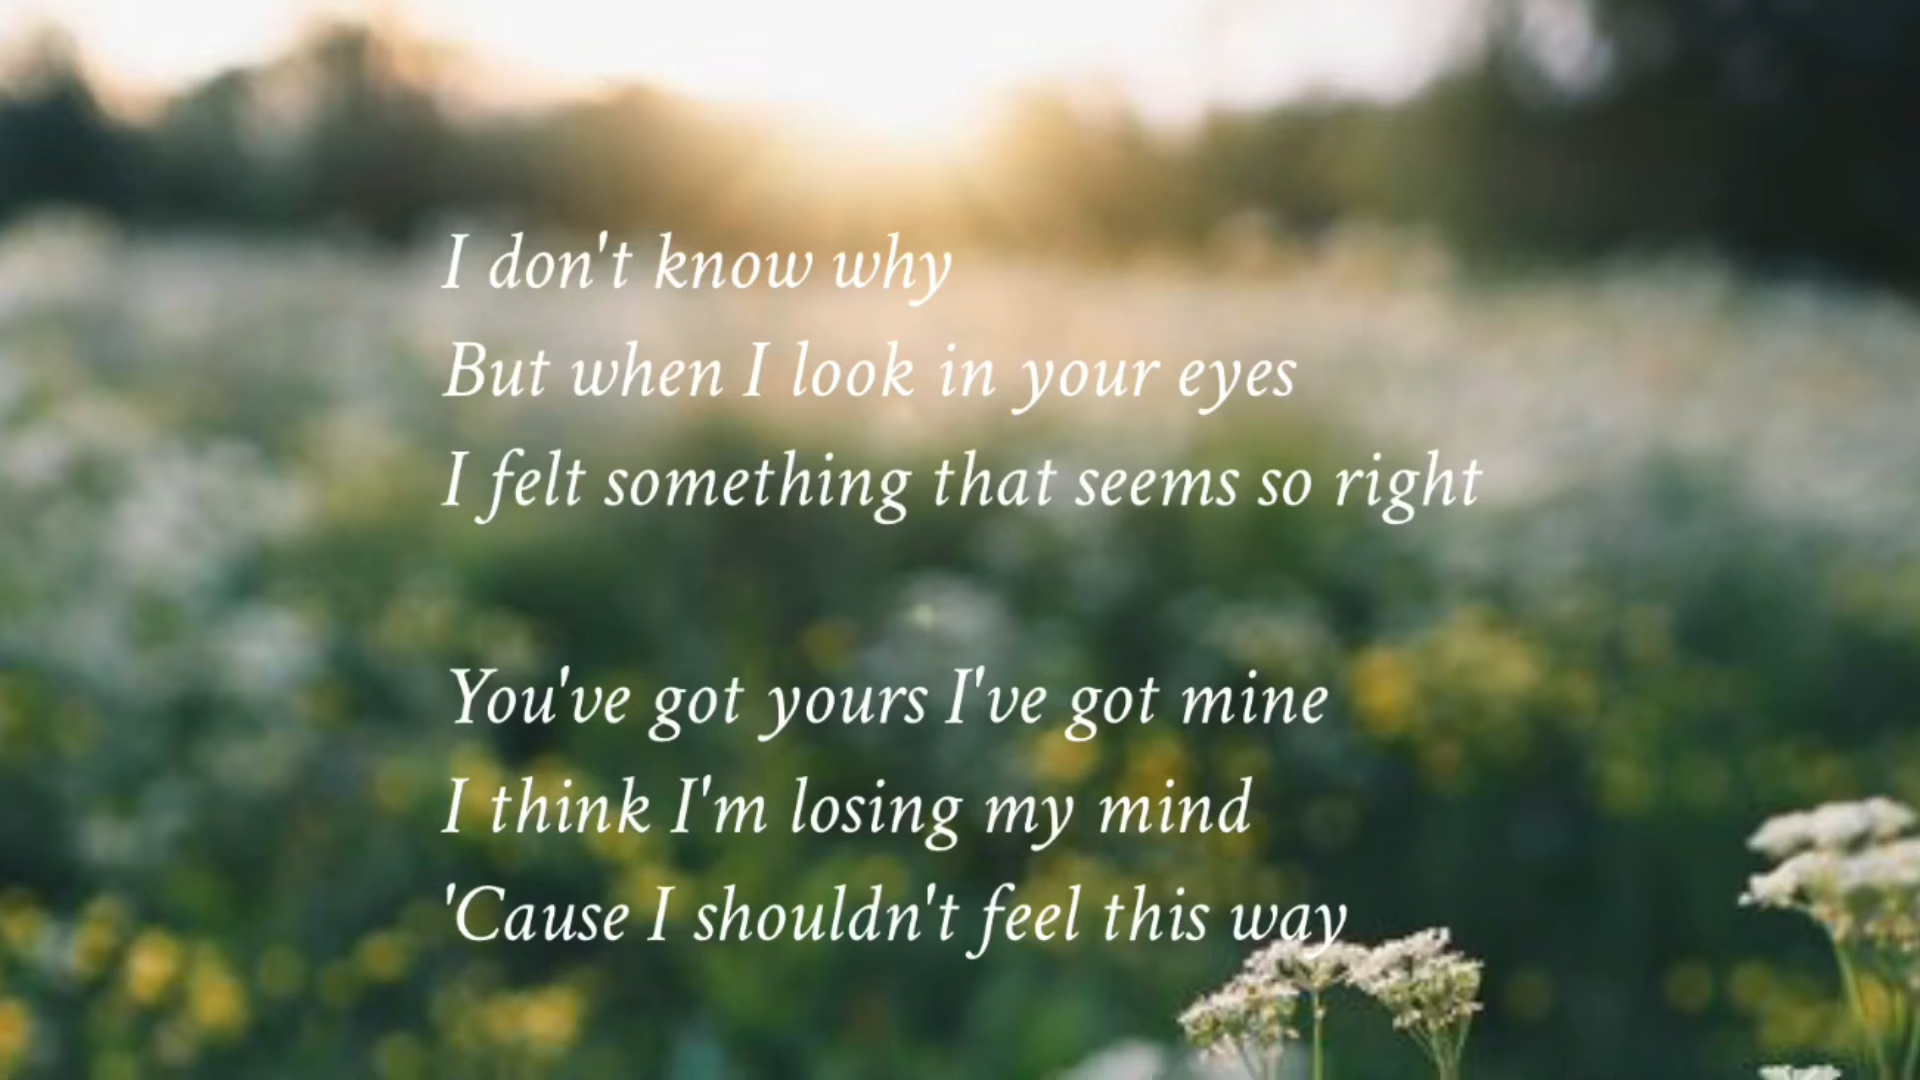 I don't know why
But when I look in your eyes
I felt something that seems so right
You've got yours I've got mine
I think I'm losing my mind
'Cause I shouldn't feel this way